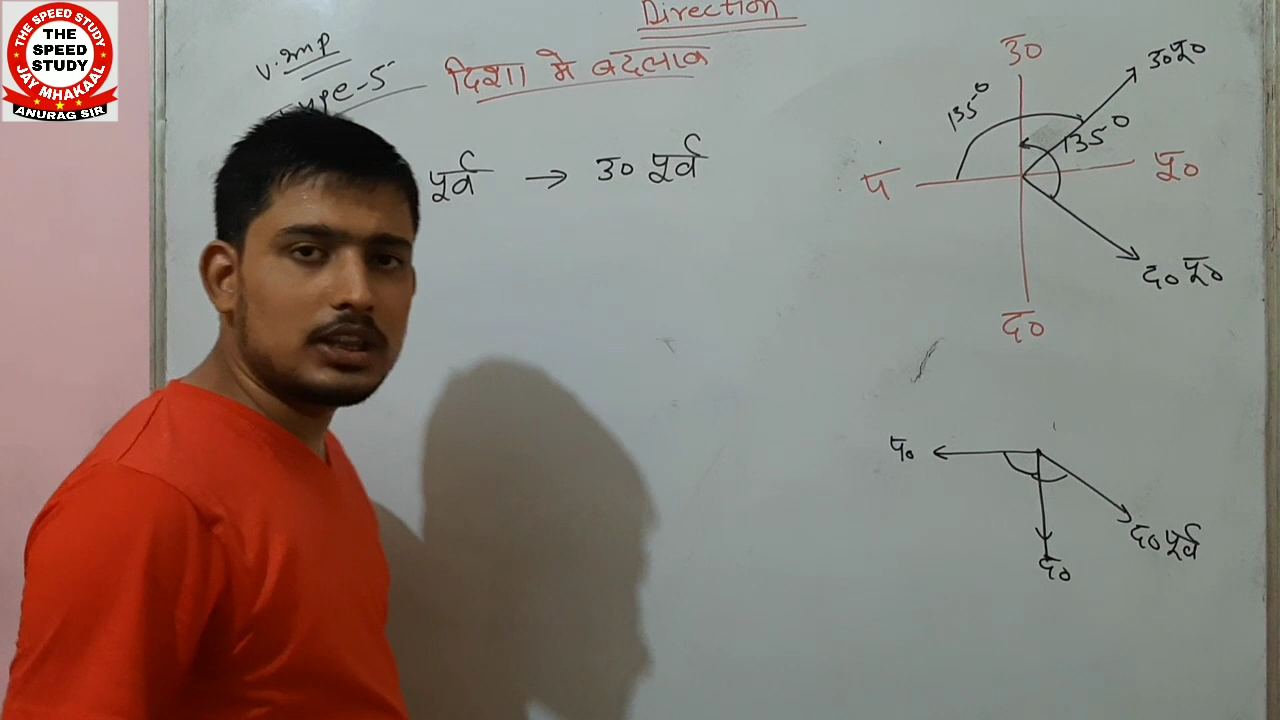 THE SPEED STUDY
THE
SPEED
STUDY
JAY MHAKAAL
ANURAG SIR
Direction
V. Imp
Type-5 दिशा मे बदलाव
पूर्व → उ० पूर्व
उ०
उ०पू०
135°
135°
प
पू०
द०पू०
द०
प०
द०पूर्व
द०